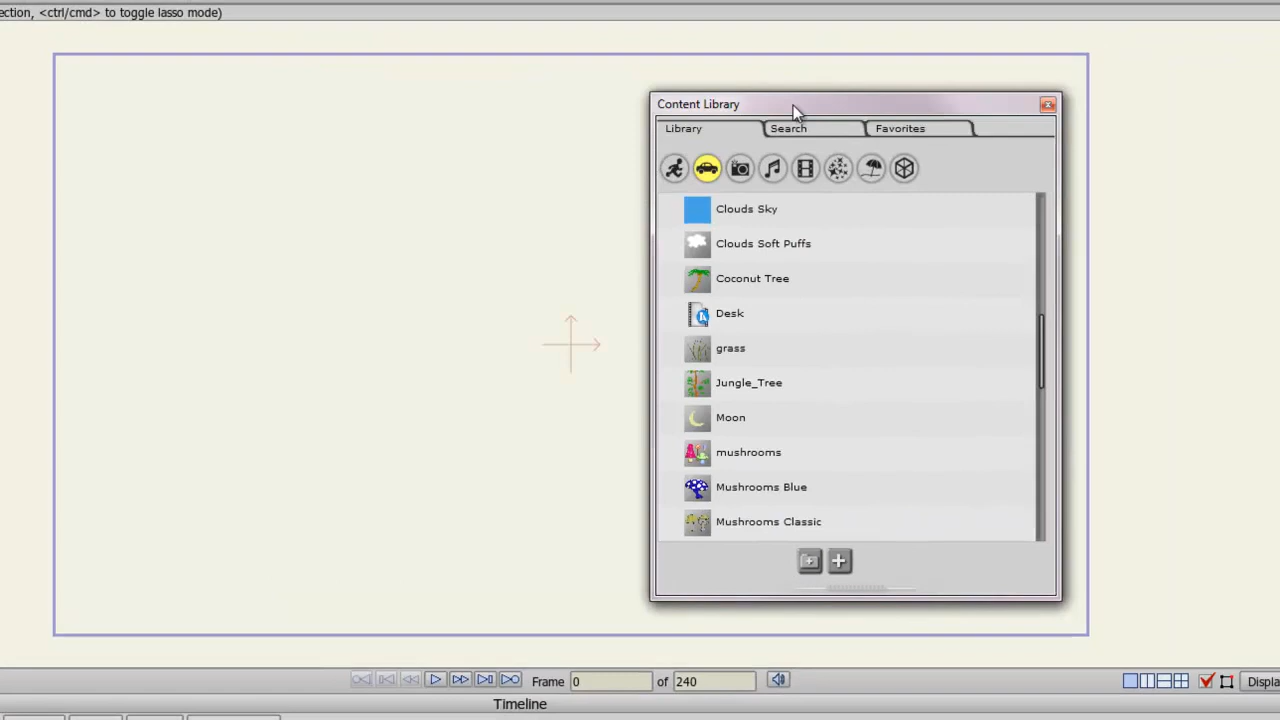 ection, <ctrl/cmd> to toggle lasso mode)
Content Library
Library Search Favorites
Clouds Sky
Clouds Soft Puffs
Coconut Tree
Desk
grass
Jungle_Tree
Moon
mushrooms
Mushrooms Blue
Mushrooms Classic
Frame 0 of 240
Displa
Timeline